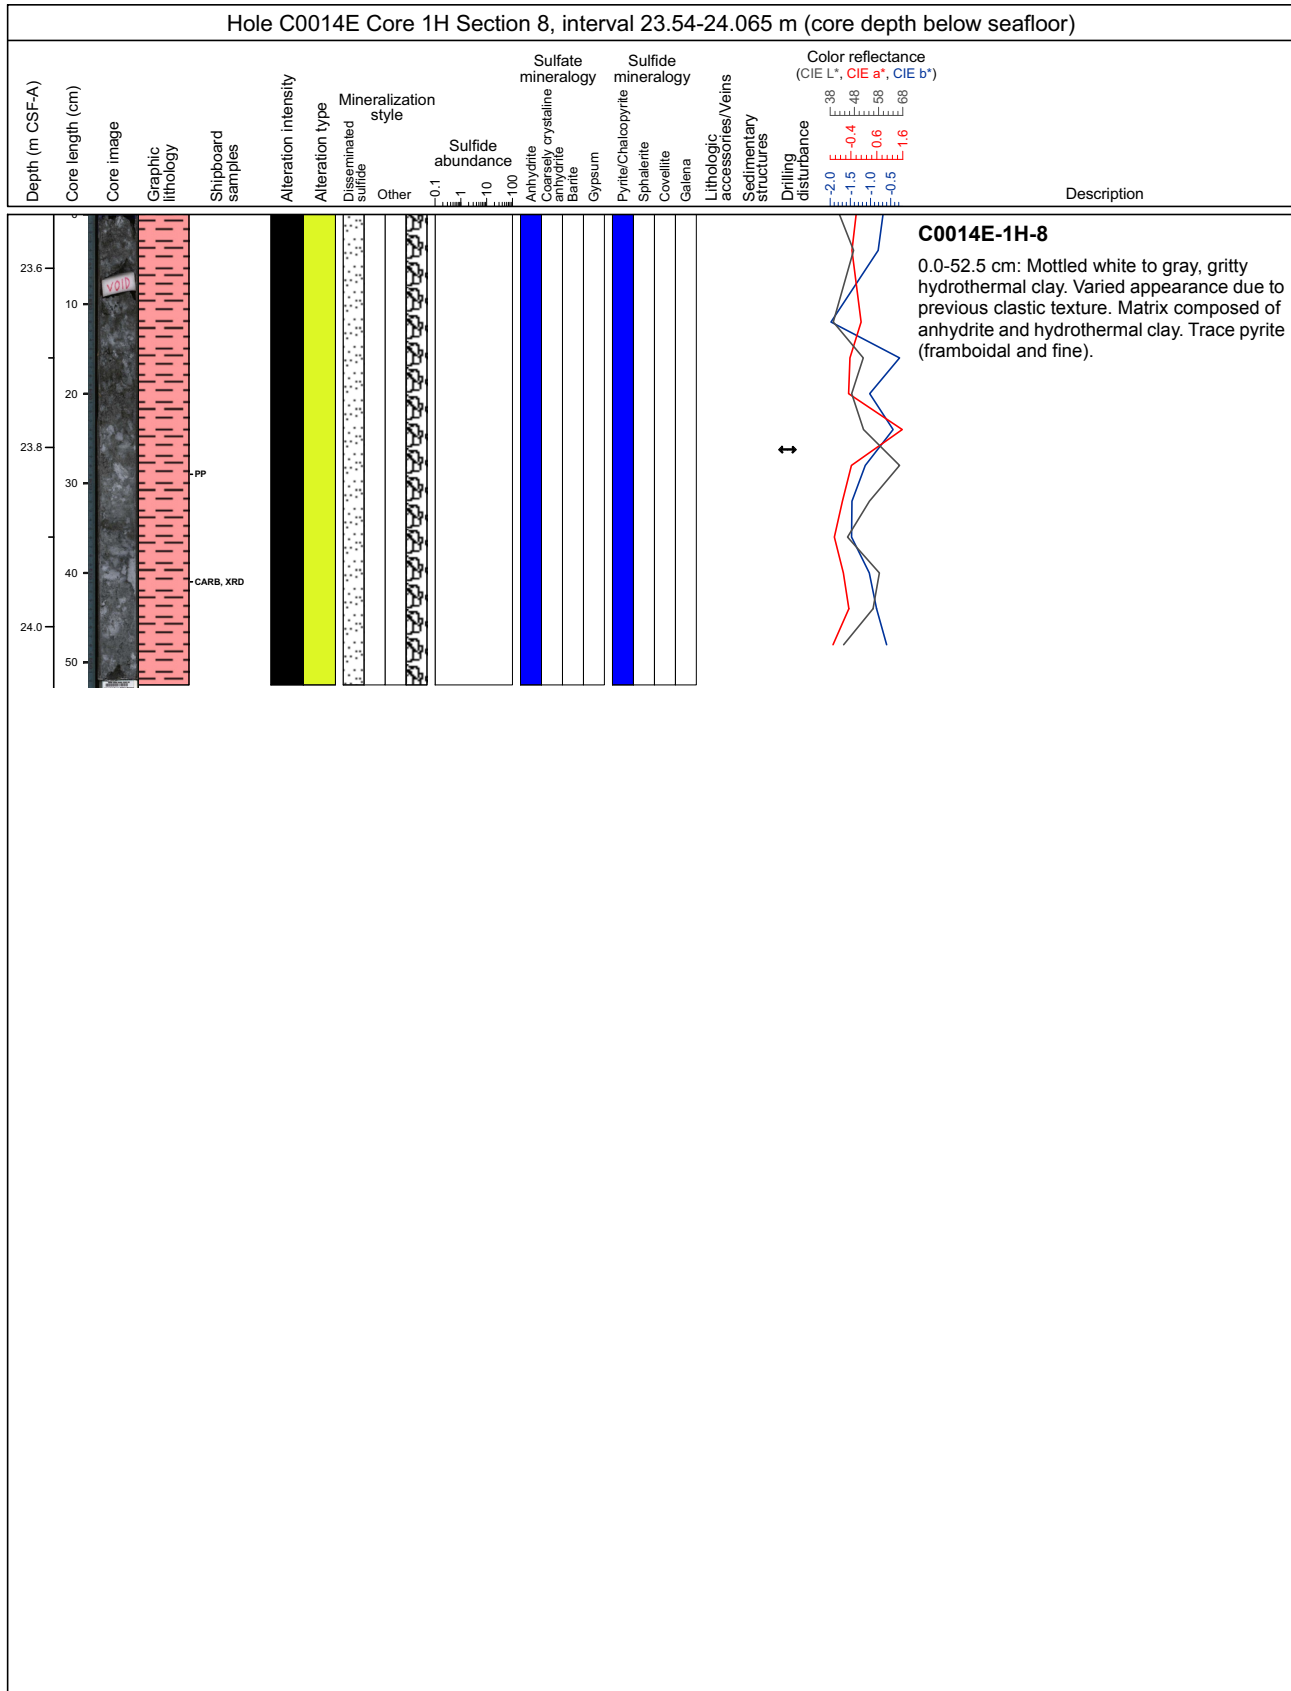 Hole C0014E Core 1H Section 8, interval 23.54-24.065 m (core depth below seafloor)
Depth (m CSF-A)
Core length (cm)
Core image
Graphic
lithology
Shipboard
samples
Alteration intensity
Alteration type
Mineralization
style
Disseminated
sulfide
Other
Sulfide
abundance
0.1
1
10
100
Sulfate
mineralogy
Anhydrite
Coarsely crystaline
anhydrite
Barite
Gypsum
Sulfide
mineralogy
Pyrite/Chalcopyrite
Sphalerite
Covellite
Galena
Lithologic
accessories/Veins
Sedimentary
structures
Drilling
disturbance
Color reflectance
(CIE L*, CIE a*, CIE b*)
38
48
58
68
-0.4
0.6
1.6
-2.0
-1.5
-1.0
-0.5
Description
23.6
23.8
24.0
0
10
20
30
40
50
VOID
PP
CARB, XRD
C0014E-1H-8
0.0-52.5 cm: Mottled white to gray, gritty
hydrothermal clay. Varied appearance due to
previous clastic texture. Matrix composed of
anhydrite and hydrothermal clay. Trace pyrite
(framboidal and fine).